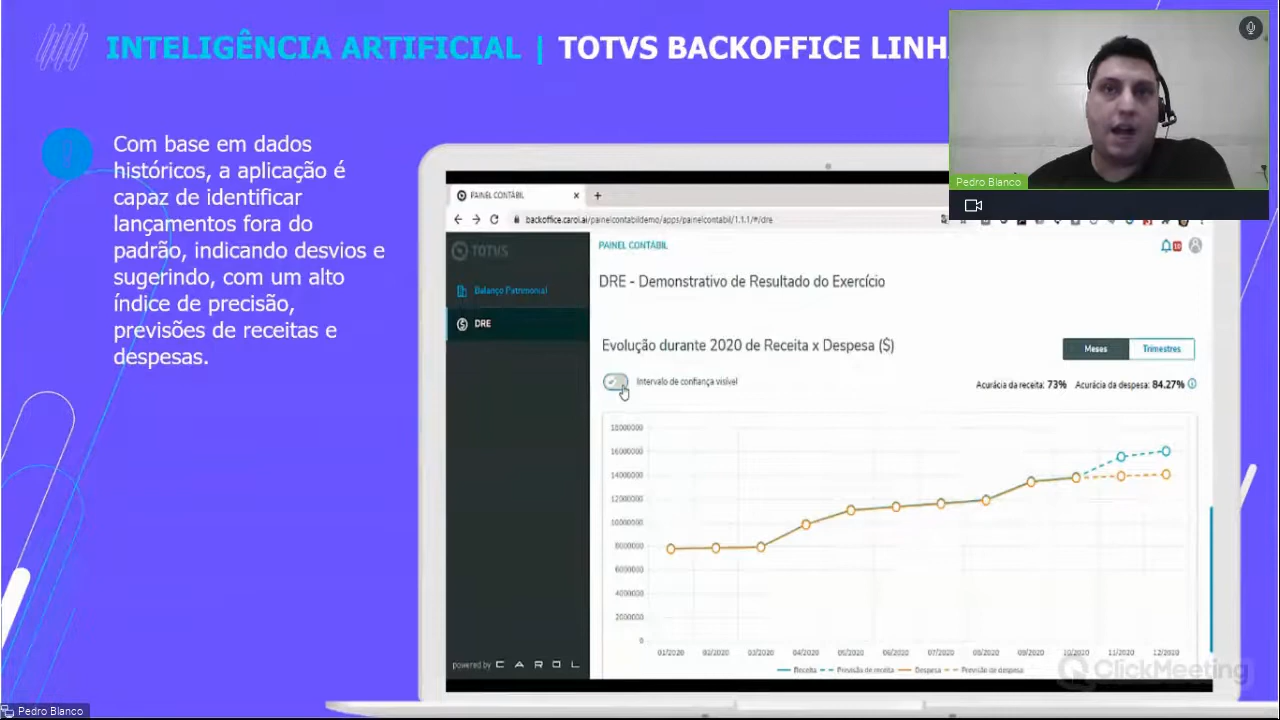 INTELIGÊNCIA ARTIFICIAL | TOTVS BACKOFFICE LINH
Pedro Blanco
Com base em dados
históricos, a aplicação é
capaz de identificar
lançamentos fora do
padrão, indicando desvios e
sugerindo, com um alto
índice de precisão,
previsões de receitas e
despesas.
PAINEL CONTÁBIL
backoffice.carol.ai/painelcontabildemo/apps/painelcontabil/1.1.1/#/dre
TOTVS
PAINEL CONTÁBIL
10
Balanço Patrimonial
DRE
DRE - Demonstrativo de Resultado do Exercício
Evolução durante 2020 de Receita x Despesa ($)
Meses
Trimestres
Intervalo de confiança visível
Acurácia da receita: 73% Acurácia da despesa: 84.27%
18000000
16000000
14000000
12000000
10000000
8000000
6000000
4000000
2000000
0
01/2020 02/2020 03/2020 04/2020 05/2020 06/2020 07/2020 08/2020 09/2020 10/2020 11/2020 12/2020
Receita Previsão de receita Despesa Previsão de despesa
powered by CAROL
ClickMeeting
Pedro Blanco